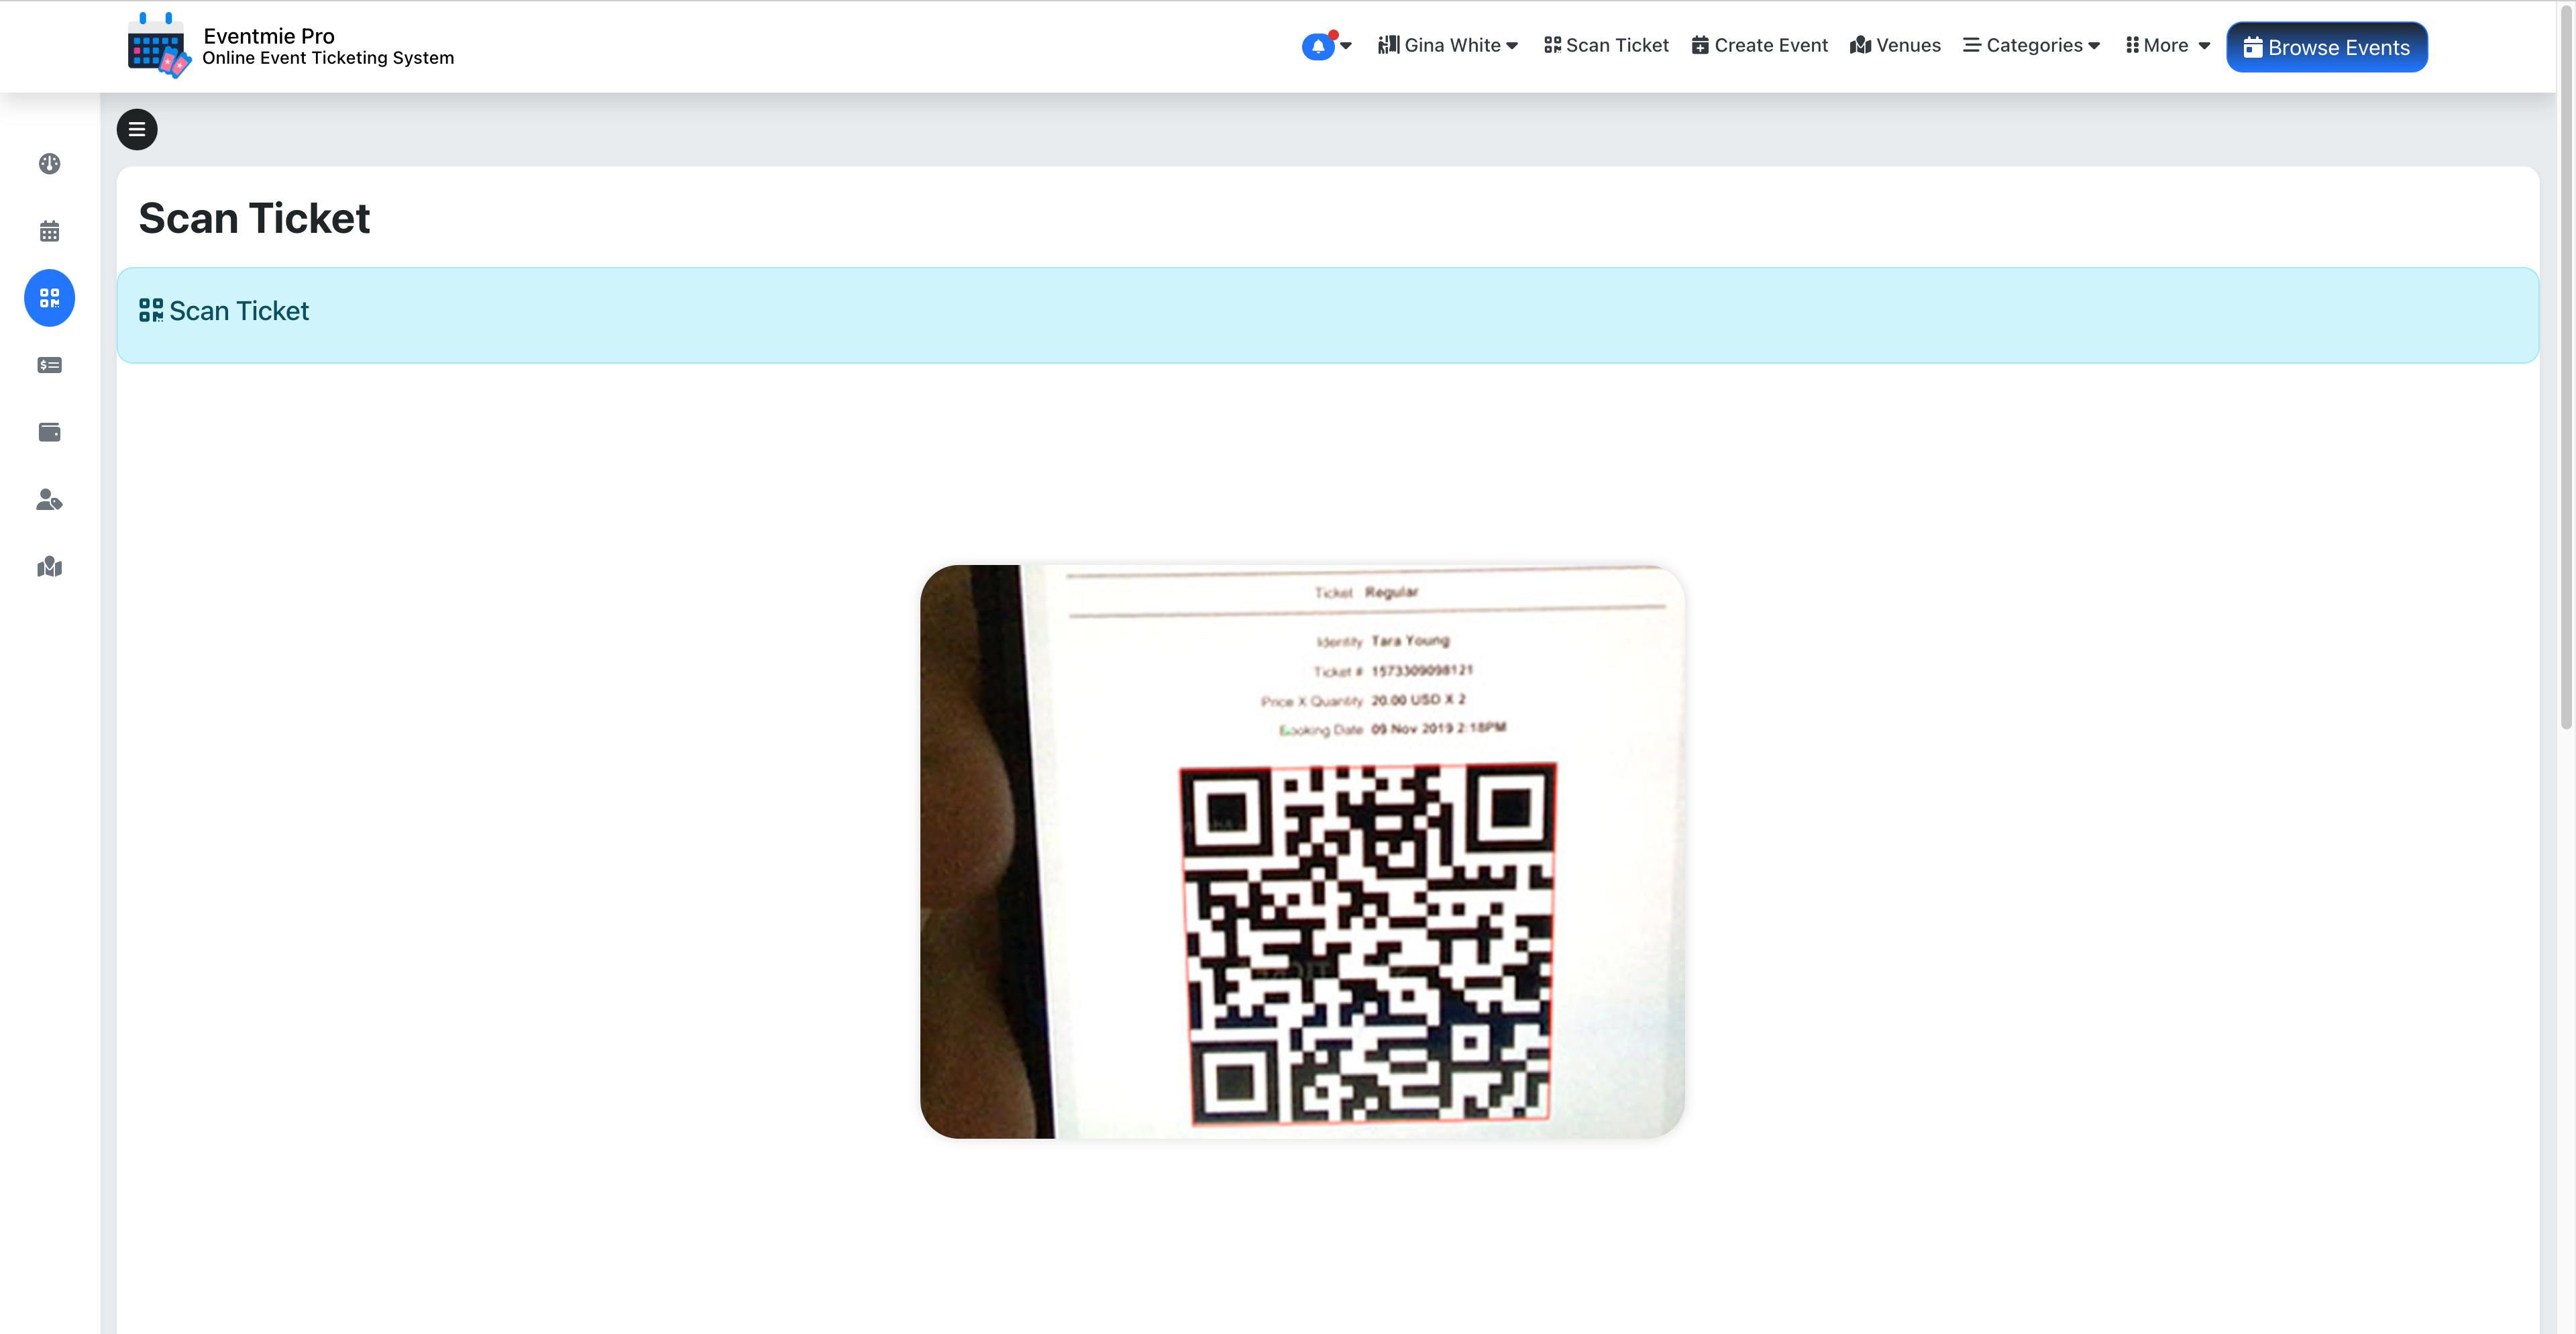 Eventmie Pro
Online Event Ticketing System
Gina White
Scan Ticket
Create Event
Venues
Categories
More
Browse Events
Scan Ticket
Scan Ticket
Ticket Regular
Identity Tara Young
Ticket # 1573309098121
Price X Quantity 20.00 USD X 2
Booking Date 09 Nov 2019 2:18PM